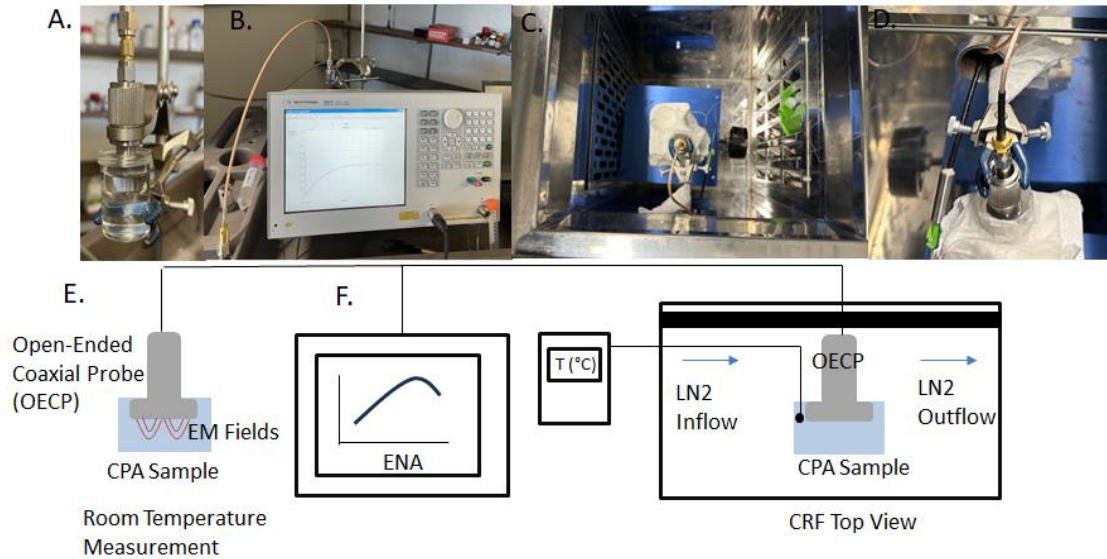 A.
B.
C.
D.
E.
F.
Open-Ended
Coaxial Probe
(OECP)
EM Fields
CPA Sample
Room Temperature
Measurement
ENA
T (°C)
LN2
Inflow
OECP
LN2
Outflow
CPA Sample
CRF Top View